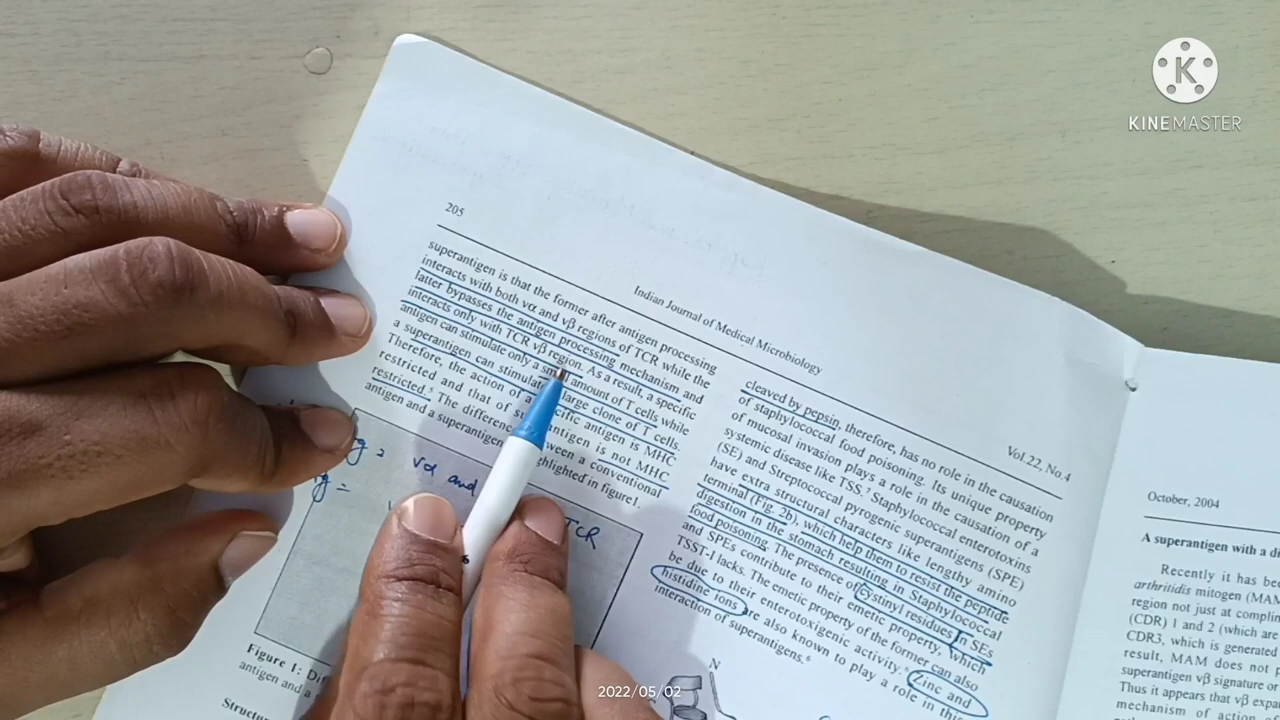 205
Indian Journal of Medical Microbiology
Vol.22, No.4
superantigen is that the former after antigen processing
interacts with both vα and vβ regions of TCR while the
latter bypasses the antigen processing mechanism and
interacts only with TCR vβ region. As a result, a specific
antigen can stimulate only a small amount of T cells while
a superantigen can stimulate large clone of T cells.
Therefore, the action of a specific antigen is MHC
restricted and that of superantigen is not MHC
restricted. The difference between a conventional
antigen and a superantigen highlighted in figure1.
vα and
TCR
Figure 1:
antigen and a
cleaved by pepsin, therefore, has no role in the causation
of staphylococcal food poisoning. Its unique property
of mucosal invasion plays a role in the causation of a
systemic disease like TSS. Staphylococcal enterotoxins
(SE) and Streptococcal pyrogenic superantigens (SPE)
have extra structural characters like lengthy amino
terminal (Fig. 2b), which help them to resist the peptide
digestion in the stomach resulting in Staphylococcal
food poisoning. The presence of Cystinyl residues in SEs
and SPEs contribute to their emetic property, which
TSST-I lacks. The emetic property of the former can also
be due to their enterotoxigenic activity.⁶ Zinc and
histidine ions are also known to play a role in this
interaction of superantigens.⁶
N
October, 2004
A superantigen with a
Recently it has
arthritidis mitogen
region not just at
(CDR) 1 and 2 (which are
CDR3, which is generated
result, MAM does not
superantigen vβ signature or
Thus it appears that vβ
mechanism of action
KINEMASTER
2022/05/02